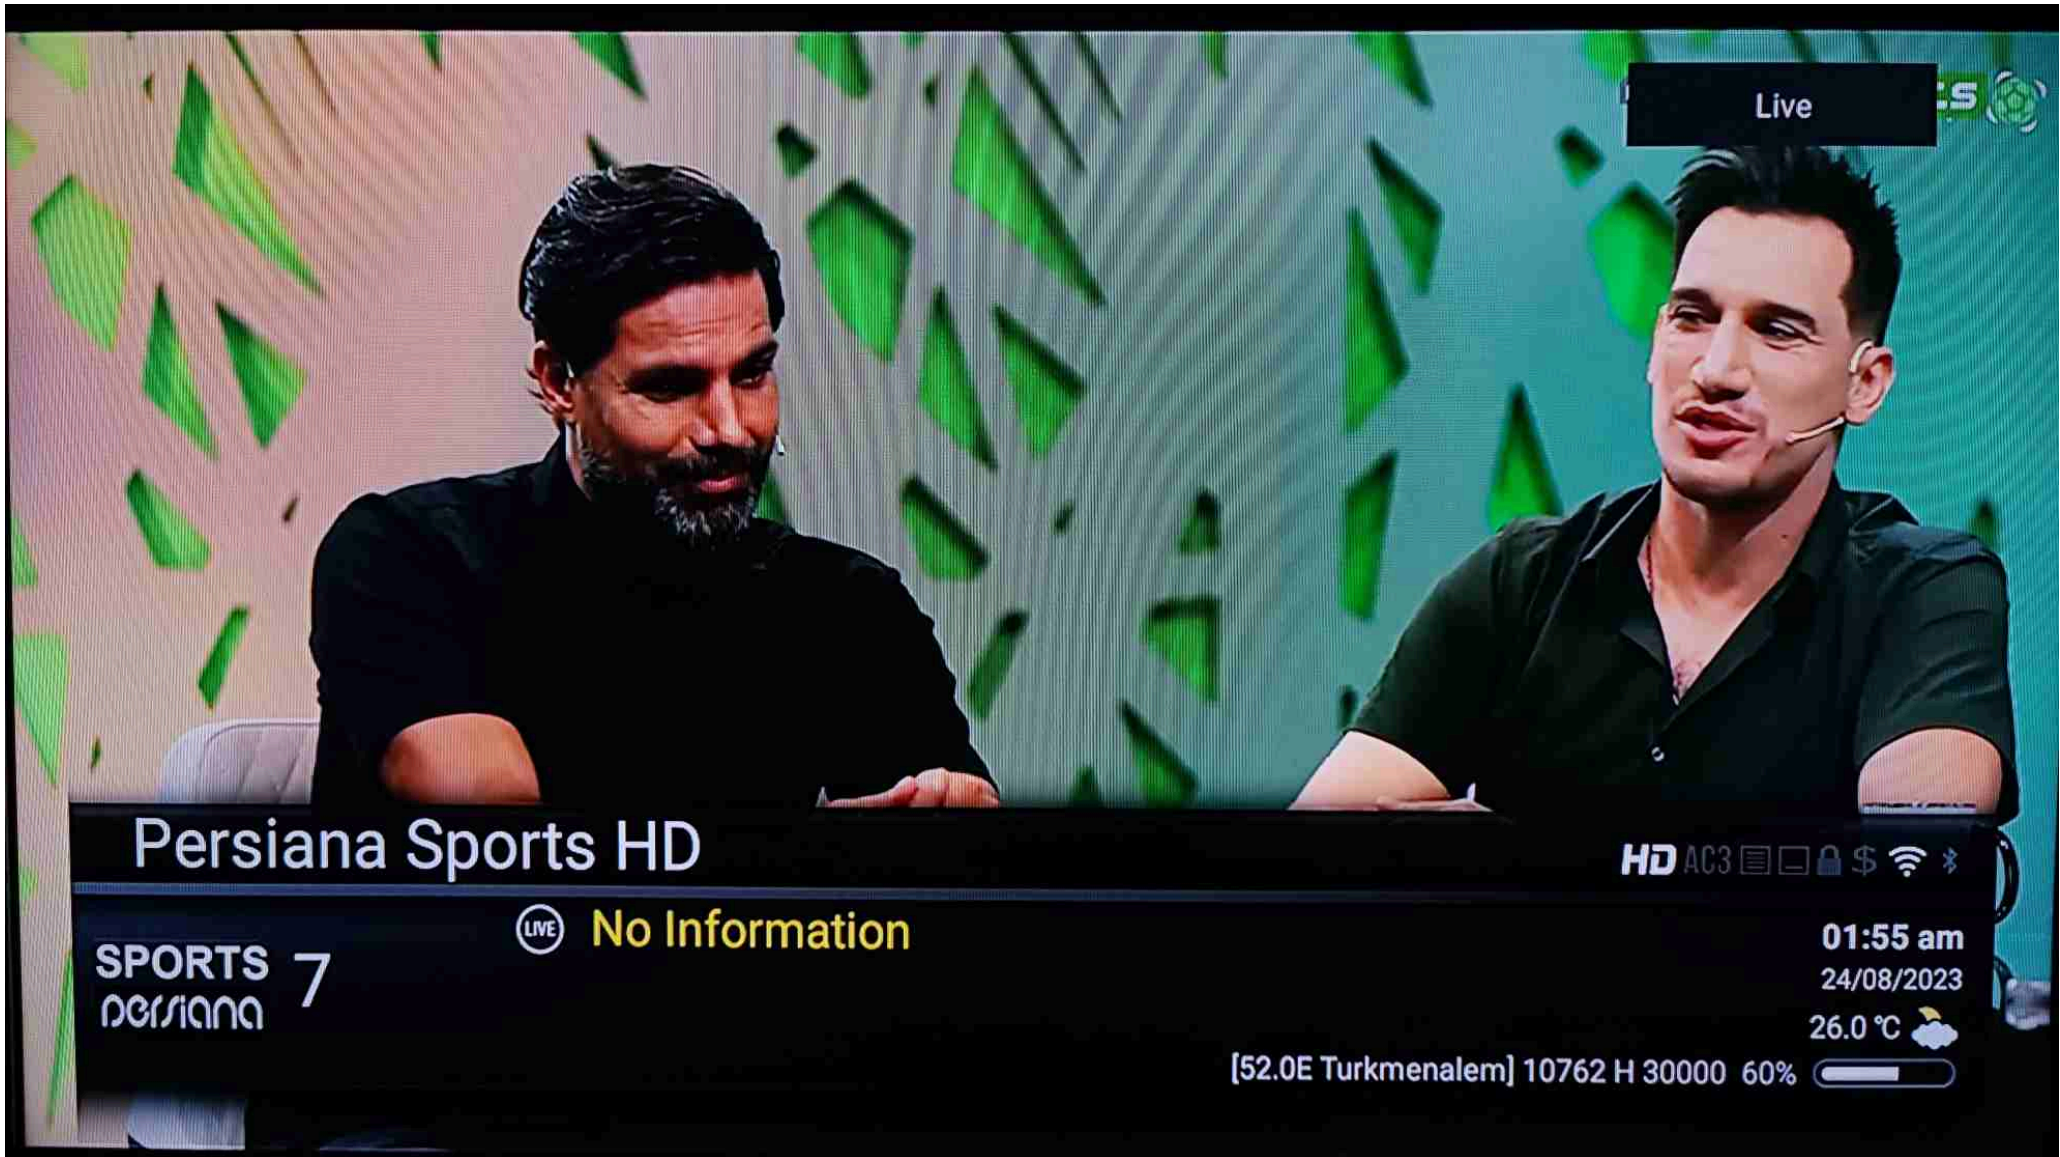 Live
Persiana Sports HD
HD AC3 $
LIVE No Information
SPORTS
persiana
7
01:55 am
24/08/2023
26.0 °C
[52.0E Turkmenalem] 10762 H 30000 60%